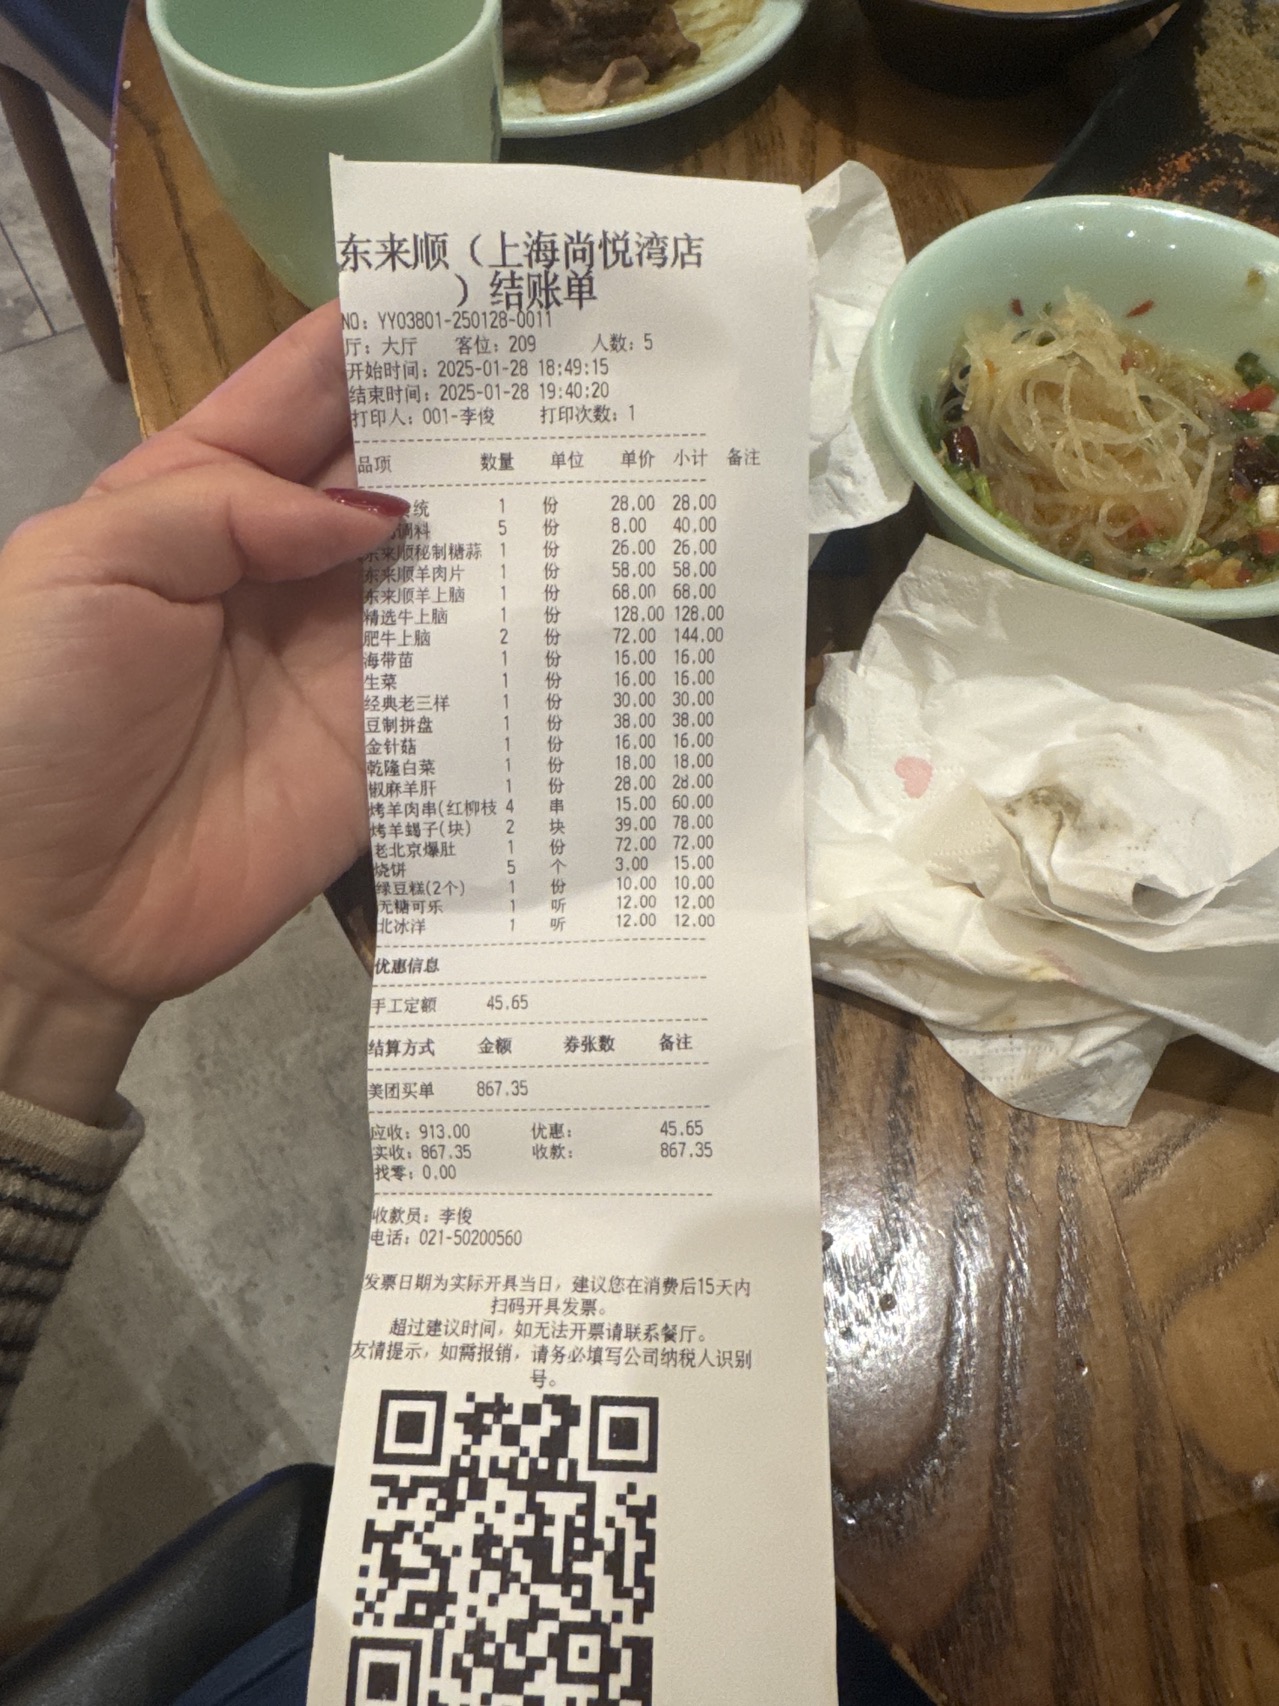 东来顺（上海尚悦湾店
）结账单
NO：YY03801-250128-0011
厅：大厅 客位：209 人数：5
开始时间：2025-01-28 18:49:15
结束时间：2025-01-28 19:40:20
打印人：001-李俊 打印次数：1
品项 数量 单位 单价 小计 备注
统 1 份 28.00 28.00
调料 5 份 8.00 40.00
东来顺秘制糖蒜 1 份 26.00 26.00
东来顺羊肉片 1 份 58.00 58.00
东来顺羊上脑 1 份 68.00 68.00
精选牛上脑 1 份 128.00 128.00
肥牛上脑 2 份 72.00 144.00
海带苗 1 份 16.00 16.00
生菜 1 份 16.00 16.00
经典老三样 1 份 30.00 30.00
豆制拼盘 1 份 38.00 38.00
金针菇 1 份 16.00 16.00
乾隆白菜 1 份 18.00 18.00
椒麻羊肝 1 份 28.00 28.00
烤羊肉串(红柳枝 4 串 15.00 60.00
烤羊蝎子(块) 2 块 39.00 78.00
老北京爆肚 1 份 72.00 72.00
烧饼 5 个 3.00 15.00
绿豆糕(2个) 1 份 10.00 10.00
无糖可乐 1 听 12.00 12.00
北冰洋 1 听 12.00 12.00
优惠信息
手工定额 45.65
结算方式 金额 券张数 备注
美团买单 867.35
应收：913.00 优惠： 45.65
实收：867.35 收款： 867.35
找零：0.00
收款员：李俊
电话：021-50200560
发票日期为实际开具当日，建议您在消费后15天内
扫码开具发票。
超过建议时间，如无法开票请联系餐厅。
友情提示，如需报销，请务必填写公司纳税人识别
号。